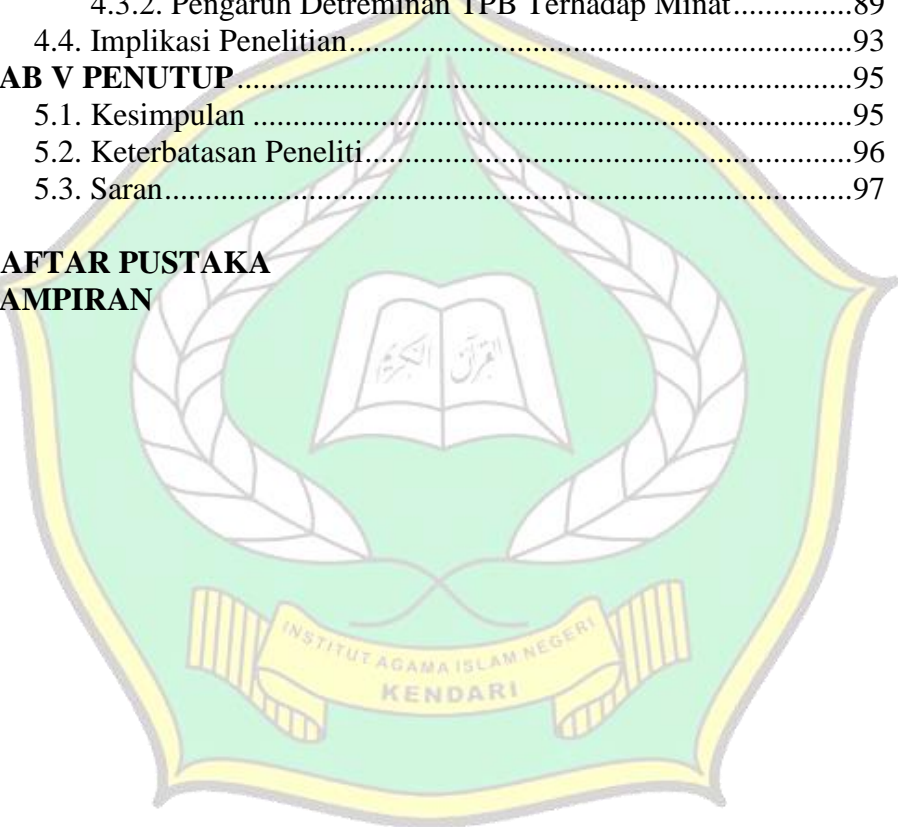 4.3.2. Pengaruh Detreminan TPB Terhadap Minat...............89
4.4. Implikasi Penelitian....................................................................93
AB V PENUTUP.................................................................................95
5.1. Kesimpulan ................................................................................95
5.2. Keterbatasan Peneliti..................................................................96
5.3. Saran...........................................................................................97
AFTAR PUSTAKA
AMPIRAN
القرآن الكريم
INSTITUT AGAMA ISLAM NEGERI
KENDARI